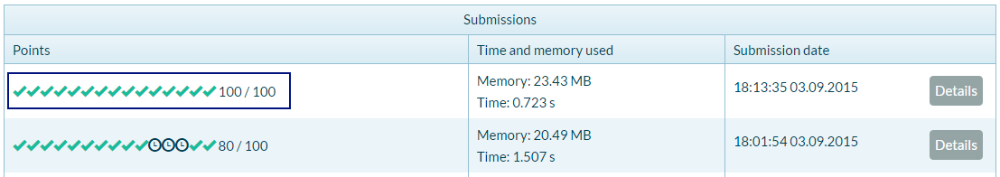 Submissions
Points Time and memory used Submission date
100 / 100 Memory: 23.43 MB 18:13:35 03.09.2015 Details
Time: 0.723 s
80 / 100 Memory: 20.49 MB 18:01:54 03.09.2015 Details
Time: 1.507 s